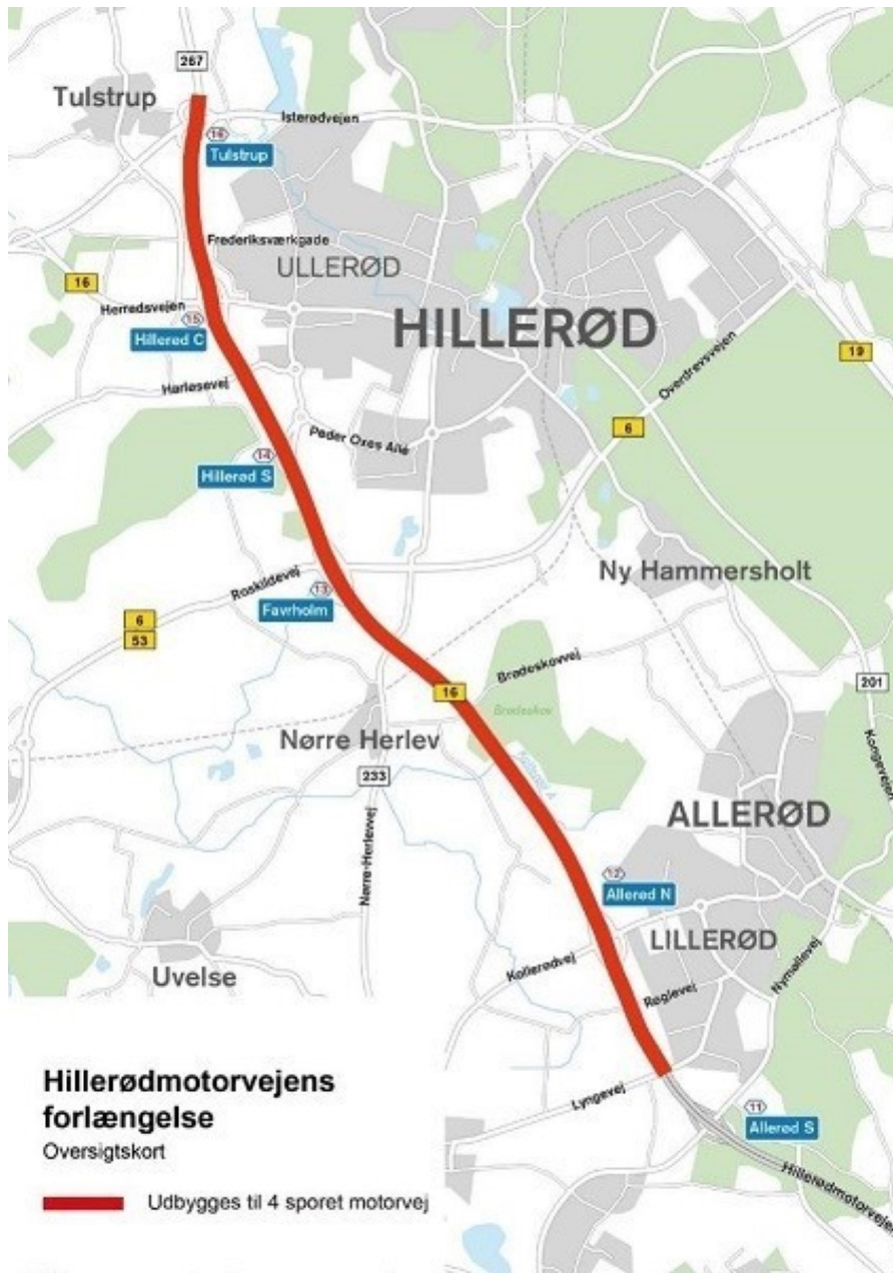 267
Tulstrup
Isterødvejen
16
Tulstrup
Frederiksværkgade
ULLERØD
16
Herredsvejen
15
Hillerød C
HILLERØD
19
Harløsevej
Overdrevsvejen
6
Peder Oxes Allé
14
Hillerød S
Roskildevej
13
Favrholm
Ny Hammersholt
6
53
Brødeskovvej
16
201
Brødeskov
Nørre Herlev
233
Kongevejen
ALLERØD
Nørre-Herlevvej
12
Allerød N
LILLERØD
Kollerødvej
Nymøllevej
Uvelse
Røglevej
Hillerødmotorvejens
forlængelse
Oversigtskort
Lyngevej
11
Allerød S
Hillerødmotorvejen
Udbygges til 4 sporet motorvej